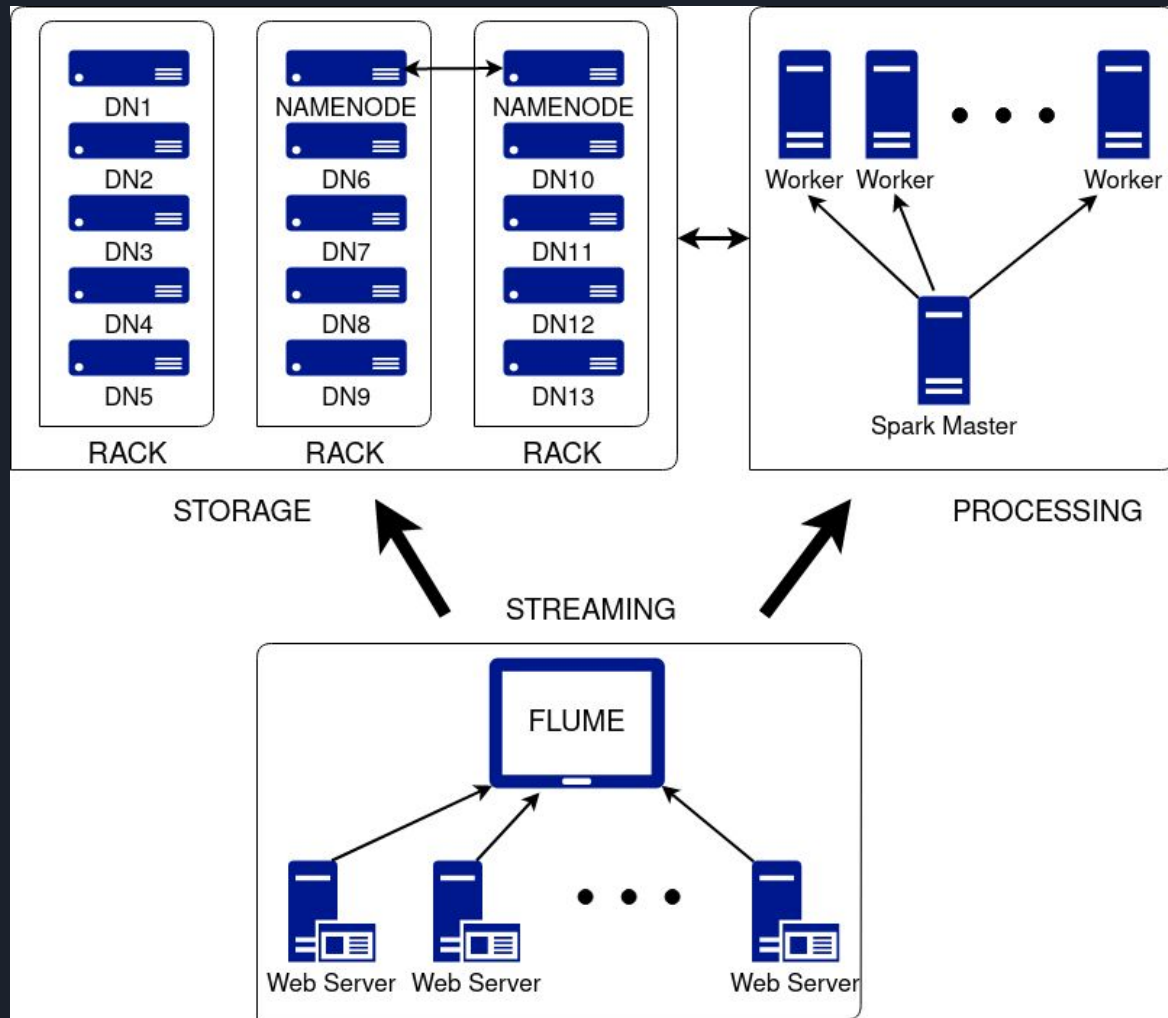 DN1
DN2
DN3
DN4
DN5
RACK
NAMENODE
DN6
DN7
DN8
DN9
RACK
NAMENODE
DN10
DN11
DN12
DN13
RACK
STORAGE
Worker
Worker
Worker
Spark Master
PROCESSING
STREAMING
FLUME
Web Server
Web Server
Web Server